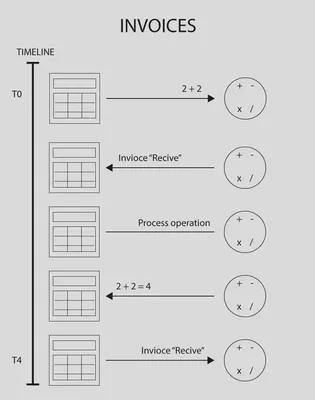 INVOICES
TIMELINE
T0
2 + 2
+ -
x /
Invioce "Recive"
+ -
x /
Process operation
+ -
x /
2 + 2 = 4
+ -
x /
T4
Invioce "Recive"
+ -
x /